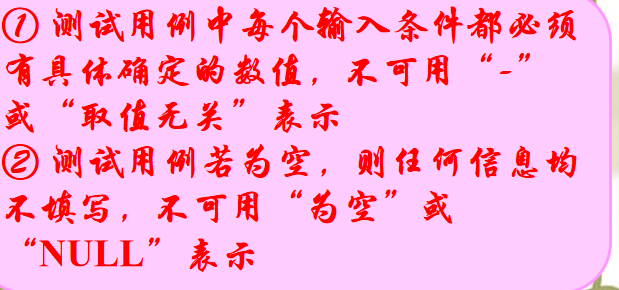 ① 测试用例中每个输入条件都必须
有具体确定的数值，不可用“-”
或“取值无关”表示
② 测试用例若为空，则任何信息均
不填写，不可用“为空”或
“NULL”表示